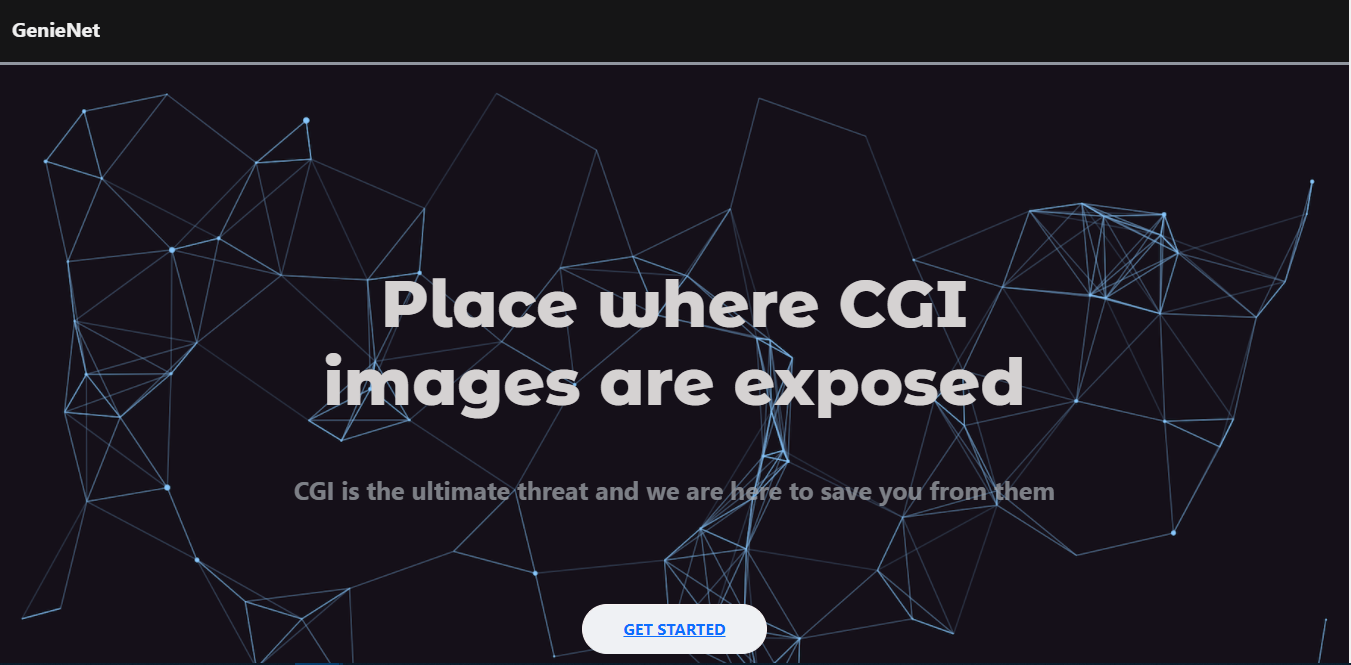 GenieNet
Place where CGI
images are exposed
CGI is the ultimate threat and we are here to save you from them
GET STARTED